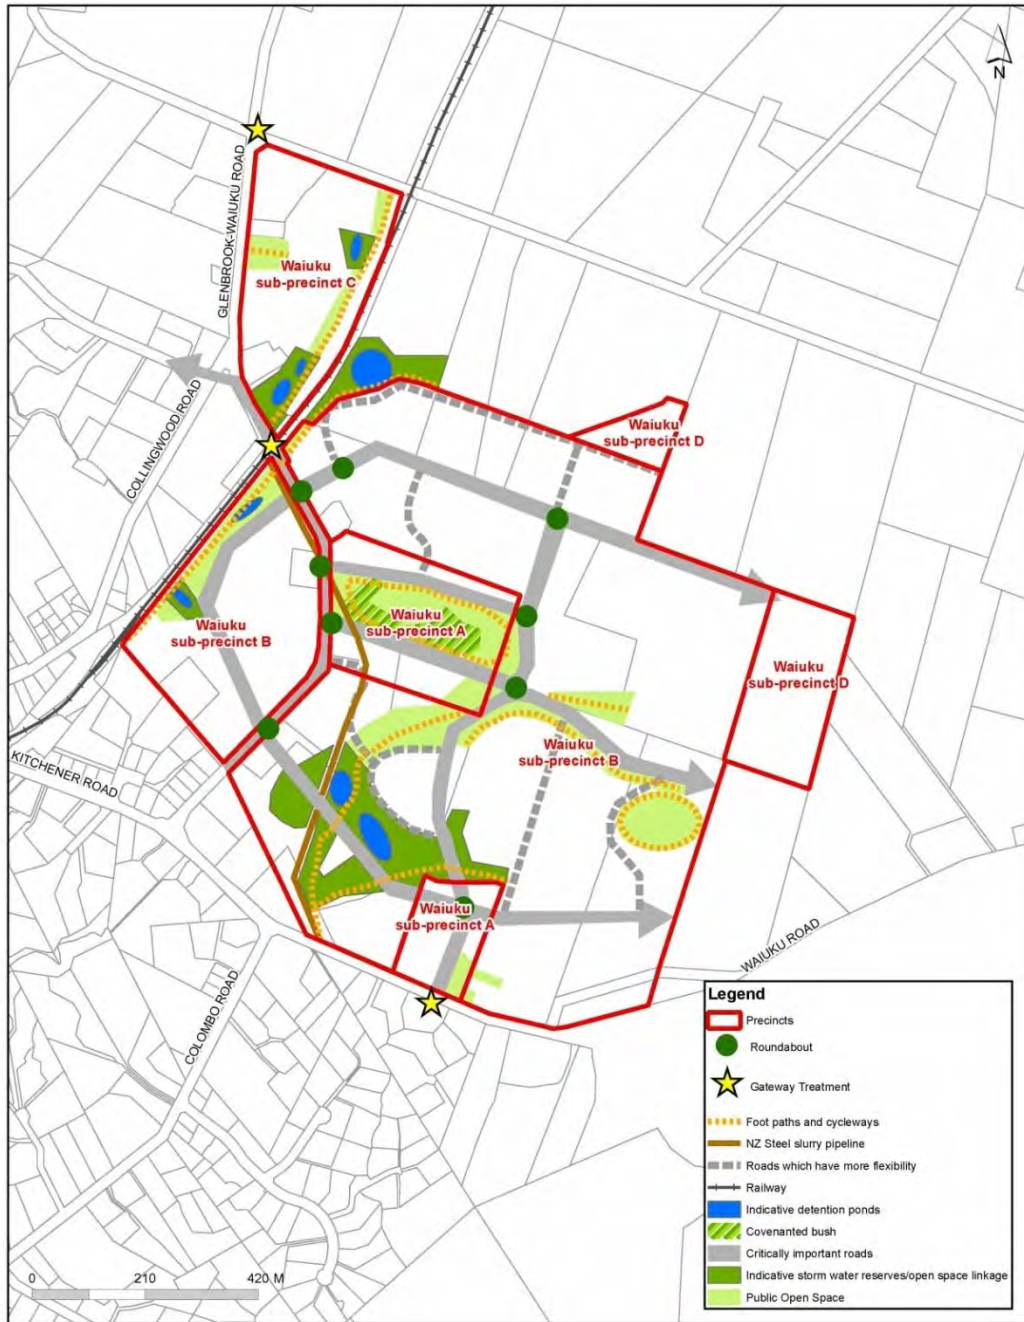 N
GLENBROOK-WAIUKU ROAD
Waiuku
sub-precinct C
COLLINGWOOD ROAD
Waiuku
sub-precinct D
Waiuku
sub-precinct A
Waiuku
sub-precinct B
Waiuku
sub-precinct D
Waiuku
sub-precinct B
KITCHENER ROAD
Waiuku
sub-precinct A
WAIUKU ROAD
COLOMBO ROAD
Legend
Precincts
Roundabout
Gateway Treatment
Foot paths and cycleways
NZ Steel slurry pipeline
Roads which have more flexibility
Railway
Indicative detention ponds
Covenanted bush
Critically important roads
Indicative storm water reserves/open space linkage
Public Open Space
0 210 420 M